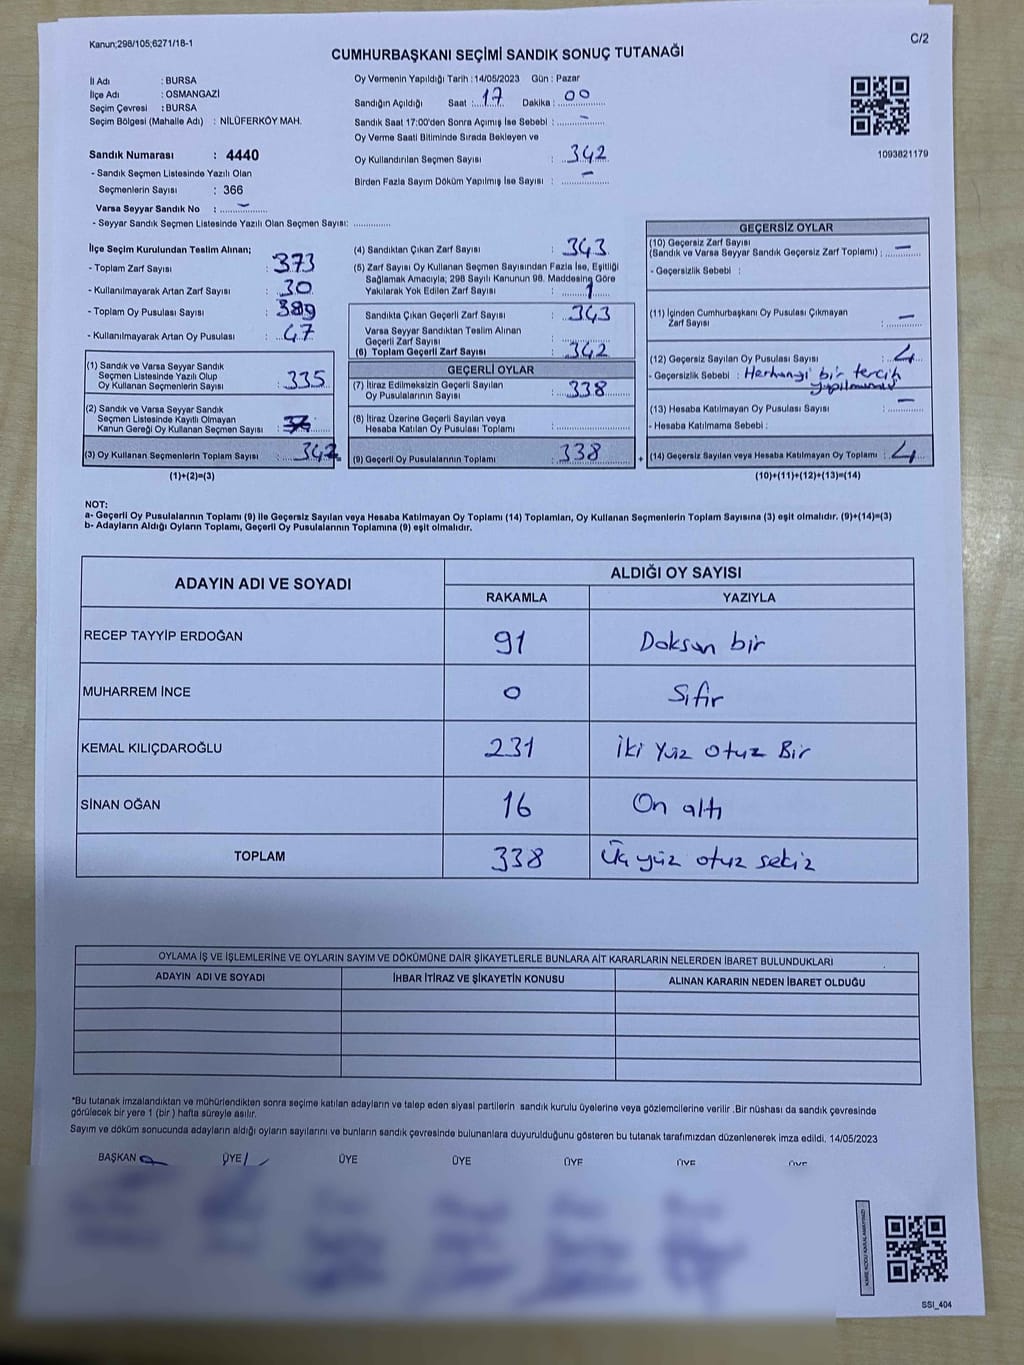 Kanun;298/105;6271/18-1
C/2
CUMHURBAŞKANI SEÇİMİ SANDIK SONUÇ TUTANAĞI
İl Adı : BURSA
İlçe Adı : OSMANGAZİ
Seçim Çevresi : BURSA
Seçim Bölgesi (Mahalle Adı) : NİLÜFERKÖY MAH.
Sandık Numarası : 4440
- Sandık Seçmen Listesinde Yazılı Olan
Seçmenlerin Sayısı : 366
Varsa Seyyar Sandık No : –
- Seyyar Sandık Seçmen Listesinde Yazılı Olan Seçmen Sayısı: ..............
Oy Vermenin Yapıldığı Tarih : 14/05/2023 Gün : Pazar
Sandığın Açıldığı Saat : 17 Dakika : 00
Sandık Saat 17:00'den Sonra Açımış İse Sebebi : –
Oy Verme Saati Bitiminde Sırada Bekleyen ve
Oy Kullandırılan Seçmen Sayısı : 342
Birden Fazla Sayım Döküm Yapılmış İse Sayısı : –
1093821179
İlçe Seçim Kurulundan Teslim Alınan;
- Toplam Zarf Sayısı : 373
- Kullanılmayarak Artan Zarf Sayısı : 30
- Toplam Oy Pusulası Sayısı : 389
- Kullanılmayarak Artan Oy Pusulası : 47
(1) Sandık ve Varsa Seyyar Sandık
Seçmen Listesinde Yazılı Olup
Oy Kullanan Seçmenlerin Sayısı : 335
(2) Sandık ve Varsa Seyyar Sandık
Seçmen Listesinde Kayıtlı Olmayan
Kanun Gereği Oy Kullanan Seçmen Sayısı :
(3) Oy Kullanan Seçmenlerin Toplam Sayısı : 342
(1)+(2)=(3)
(4) Sandıktan Çıkan Zarf Sayısı : 343
(5) Zarf Sayısı Oy Kullanan Seçmen Sayısından Fazla İse, Eşitliği
Sağlamak Amacıyla; 298 Sayılı Kanunun 98. Maddesine Göre
Yakılarak Yok Edilen Zarf Sayısı : 1
Sandıkta Çıkan Geçerli Zarf Sayısı : 343
Varsa Seyyar Sandıktan Teslim Alınan
Geçerli Zarf Sayısı :
(6) Toplam Geçerli Zarf Sayısı : 342
GEÇERLİ OYLAR
(7) İtiraz Edilmeksizin Geçerli Sayılan
Oy Pusulalarının Sayısı : 338
(8) İtiraz Üzerine Geçerli Sayılan veya
Hesaba Katılan Oy Pusulası Toplamı :
(9) Geçerli Oy Pusulalarının Toplamı : 338
+
GEÇERSİZ OYLAR
(10) Geçersiz Zarf Sayısı
(Sandık ve Varsa Seyyar Sandık Geçersiz Zarf Toplamı) : –
- Geçersizlik Sebebi :
(11) İçinden Cumhurbaşkanı Oy Pusulası Çıkmayan
Zarf Sayısı : –
(12) Geçersiz Sayılan Oy Pusulası Sayısı : 4
- Geçersizlik Sebebi : Herhangi bir tercih
(13) Hesaba Katılmayan Oy Pusulası Sayısı : –
- Hesaba Katılmama Sebebi :
(14) Geçersiz Sayılan veya Hesaba Katılmayan Oy Toplamı : 4
(10)+(11)+(12)+(13)=(14)
NOT:
a- Geçerli Oy Pusulalarının Toplamı (9) ile Geçersiz Sayılan veya Hesaba Katılmayan Oy Toplamı (14) Toplamları, Oy Kullanan Seçmenlerin Toplam Sayısına (3) eşit olmalıdır. (9)+(14)=(3)
b- Adayların Aldığı Oyların Toplamı, Geçerli Oy Pusulalarının Toplamına (9) eşit olmalıdır.
ADAYIN ADI VE SOYADI
ALDIĞI OY SAYISI
RAKAMLA YAZIYLA
RECEP TAYYİP ERDOĞAN 91 Doksan bir
MUHARREM İNCE 0 Sıfır
KEMAL KILIÇDAROĞLU 231 İki Yüz otuz Bir
SİNAN OĞAN 16 On altı
TOPLAM 338 Üç yüz otuz sekiz
OYLAMA İŞ VE İŞLEMLERİNE VE OYLARIN SAYIM VE DÖKÜMÜNE DAİR ŞİKAYETLERLE BUNLARA AİT KARARLARIN NELERDEN İBARET BULUNDUKLARI
ADAYIN ADI VE SOYADI İHBAR İTİRAZ VE ŞİKAYETİN KONUSU ALINAN KARARIN NEDEN İBARET OLDUĞU
*Bu tutanak imzalandıktan ve mühürlendikten sonra seçime katılan adayların ve talep eden siyasi partilerin sandık kurulu üyelerine veya gözlemcilerine verilir .Bir nüshası da sandık çevresinde
görülecek bir yere 1 (bir ) hafta süreyle asılır.
Sayım ve döküm sonucunda adayların aldığı oyların sayılarını ve bunların sandık çevresinde bulunanlara duyurulduğunu gösteren bu tutanak tarafımızdan düzenlenerek imza edildi. 14/05/2023
BAŞKAN ÜYE ÜYE ÜYE ÜYE ÜYE ÜYE
SSI_404